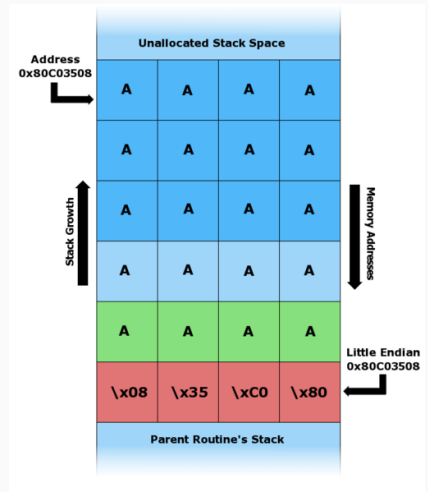 Unallocated Stack Space
Address
0x80C03508
A A A A
A A A A
A A A A
Stack Growth
Memory Addresses
A A A A
A A A A
Little Endian
0x80C03508
\x08 \x35 \xC0 \x80
Parent Routine's Stack